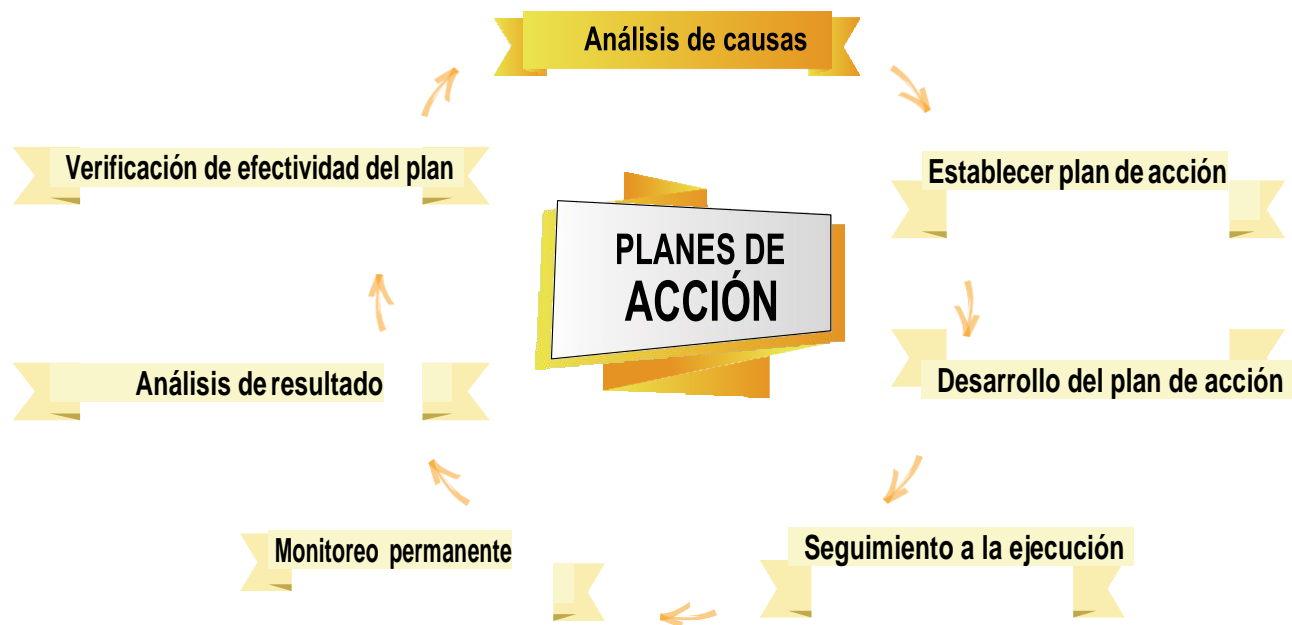 Análisis de causas
Verificación de efectividad del plan
Establecer plan de acción
PLANES DE
ACCIÓN
Análisis de resultado
Desarrollo del plan de acción
Monitoreo permanente
Seguimiento a la ejecución